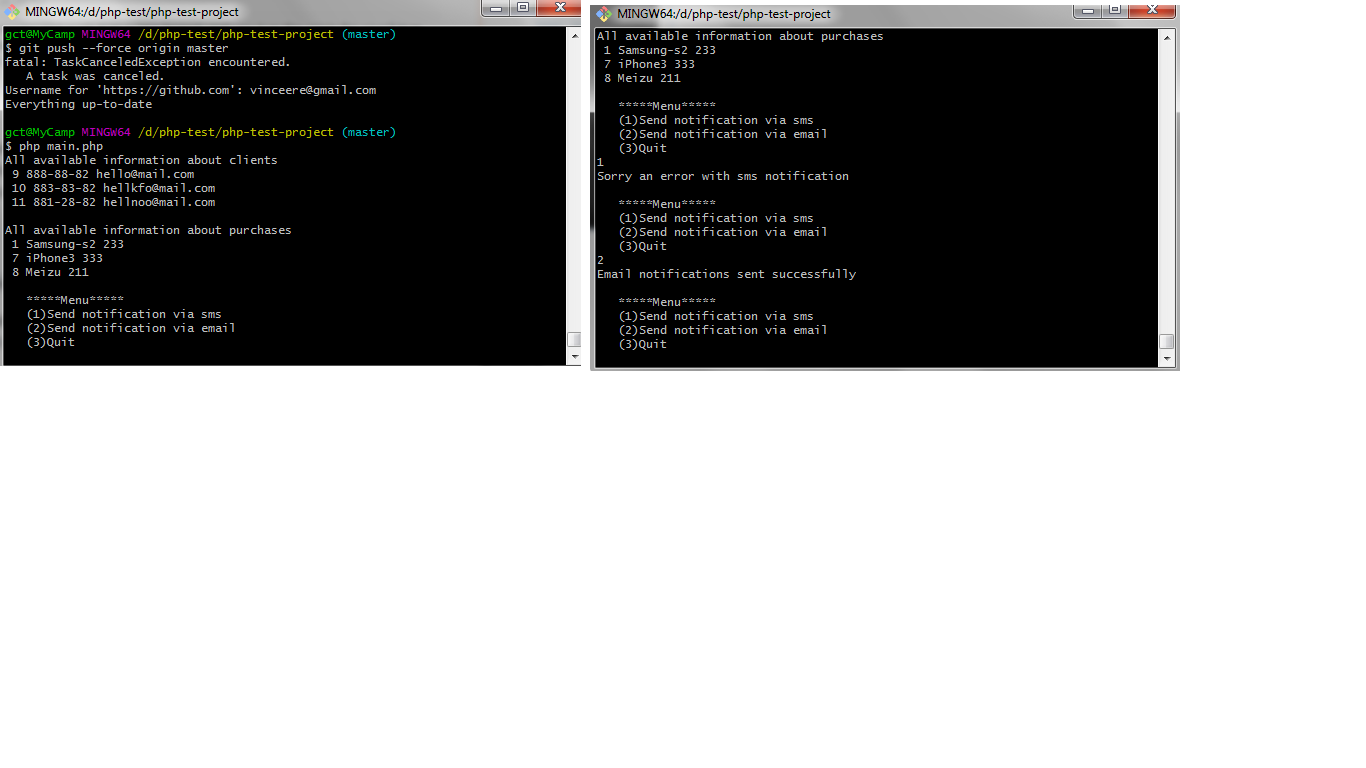 MINGW64:/d/php-test/php-test-project
gct@MyCamp MINGW64 /d/php-test/php-test-project (master)
$ git push --force origin master
fatal: TaskCanceledException encountered.
   A task was canceled.
Username for 'https://github.com': vinceere@gmail.com
Everything up-to-date
gct@MyCamp MINGW64 /d/php-test/php-test-project (master)
$ php main.php
All available information about clients
 9 888-88-82 hello@mail.com
 10 883-83-82 hellkfo@mail.com
 11 881-28-82 hellnoo@mail.com
All available information about purchases
 1 Samsung-s2 233
 7 iPhone3 333
 8 Meizu 211
   *****Menu*****
   (1)Send notification via sms
   (2)Send notification via email
   (3)Quit
MINGW64:/d/php-test/php-test-project
All available information about purchases
 1 Samsung-s2 233
 7 iPhone3 333
 8 Meizu 211
   *****Menu*****
   (1)Send notification via sms
   (2)Send notification via email
   (3)Quit
1
Sorry an error with sms notification
   *****Menu*****
   (1)Send notification via sms
   (2)Send notification via email
   (3)Quit
2
Email notifications sent successfully
   *****Menu*****
   (1)Send notification via sms
   (2)Send notification via email
   (3)Quit